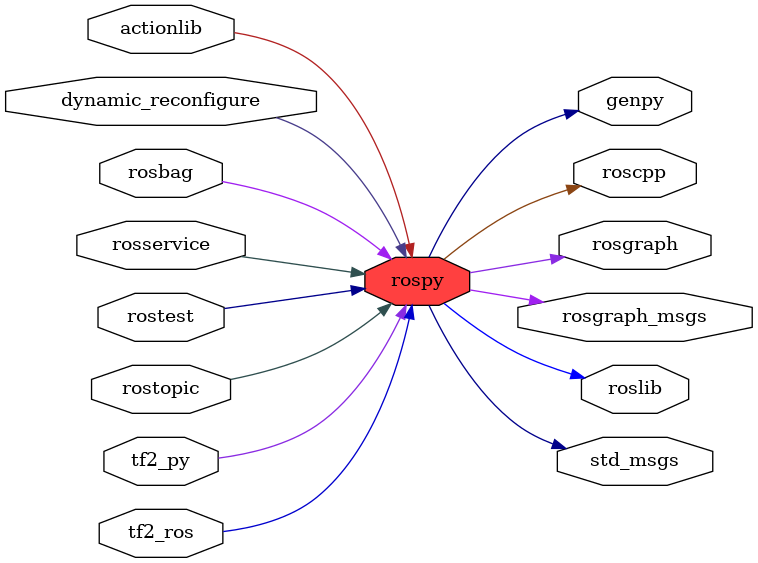 actionlib
dynamic_reconfigure
rosbag
rosservice
rostest
rostopic
tf2_py
tf2_ros
rospy
genpy
roscpp
rosgraph
rosgraph_msgs
roslib
std_msgs